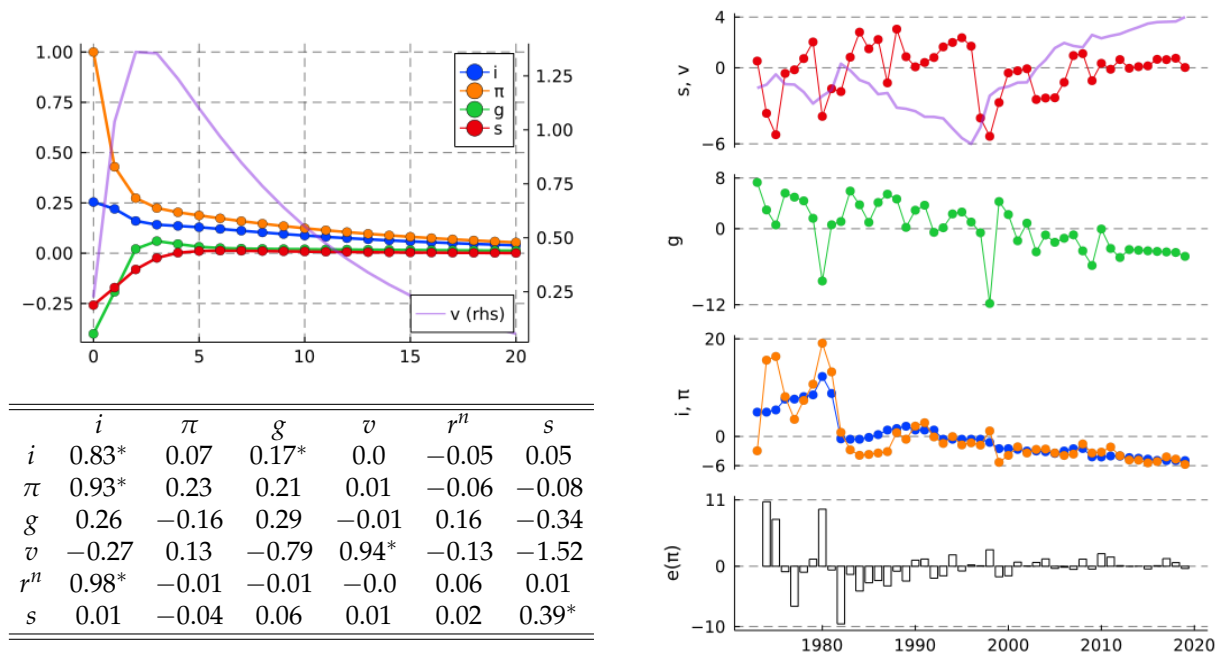 1.00
0.75
0.50
0.25
0.00
−0.25
0 5 10 15 20
1.25
1.00
0.75
0.50
0.25
i
π
g
s
v (rhs)
i π g v rⁿ s
i 0.83* 0.07 0.17* 0.0 −0.05 0.05
π 0.93* 0.23 0.21 0.01 −0.06 −0.08
g 0.26 −0.16 0.29 −0.01 0.16 −0.34
v −0.27 0.13 −0.79 0.94* −0.13 −1.52
rⁿ 0.98* −0.01 −0.01 −0.0 0.06 0.01
s 0.01 −0.04 0.06 0.01 0.02 0.39*
s, v
4
0
−6
g
8
0
−12
i, π
20
0
−6
e(π)
11
0
−10
1980 1990 2000 2010 2020